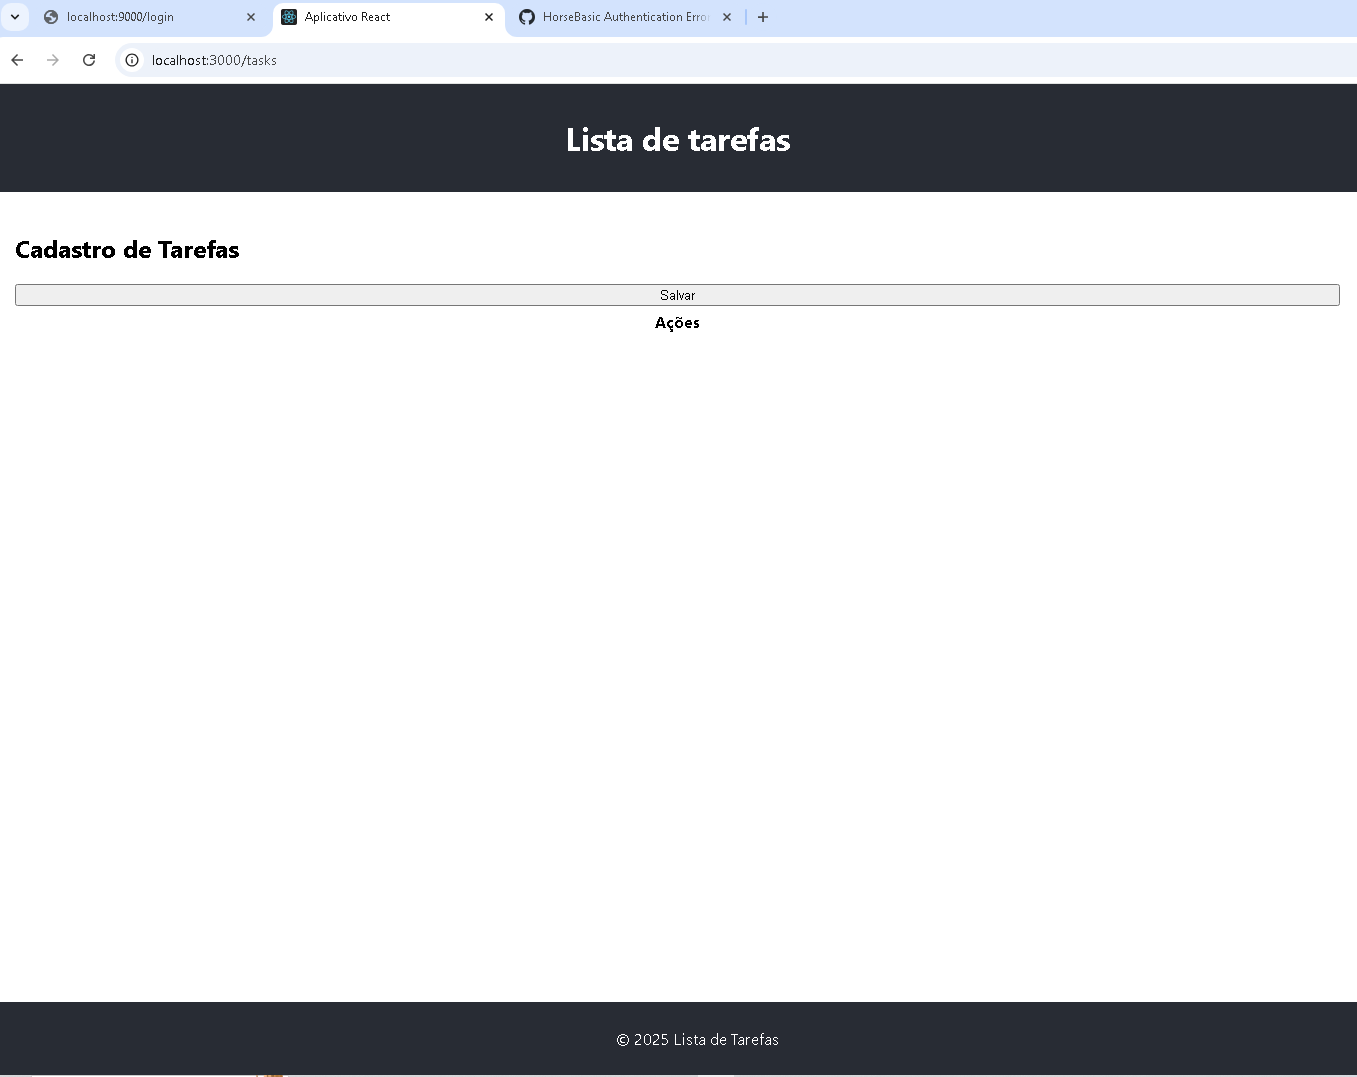 localhost:9000/login
Aplicativo React
HorseBasic Authentication Erro
localhost:3000/tasks
Lista de tarefas
Cadastro de Tarefas
Salvar
Ações
© 2025 Lista de Tarefas